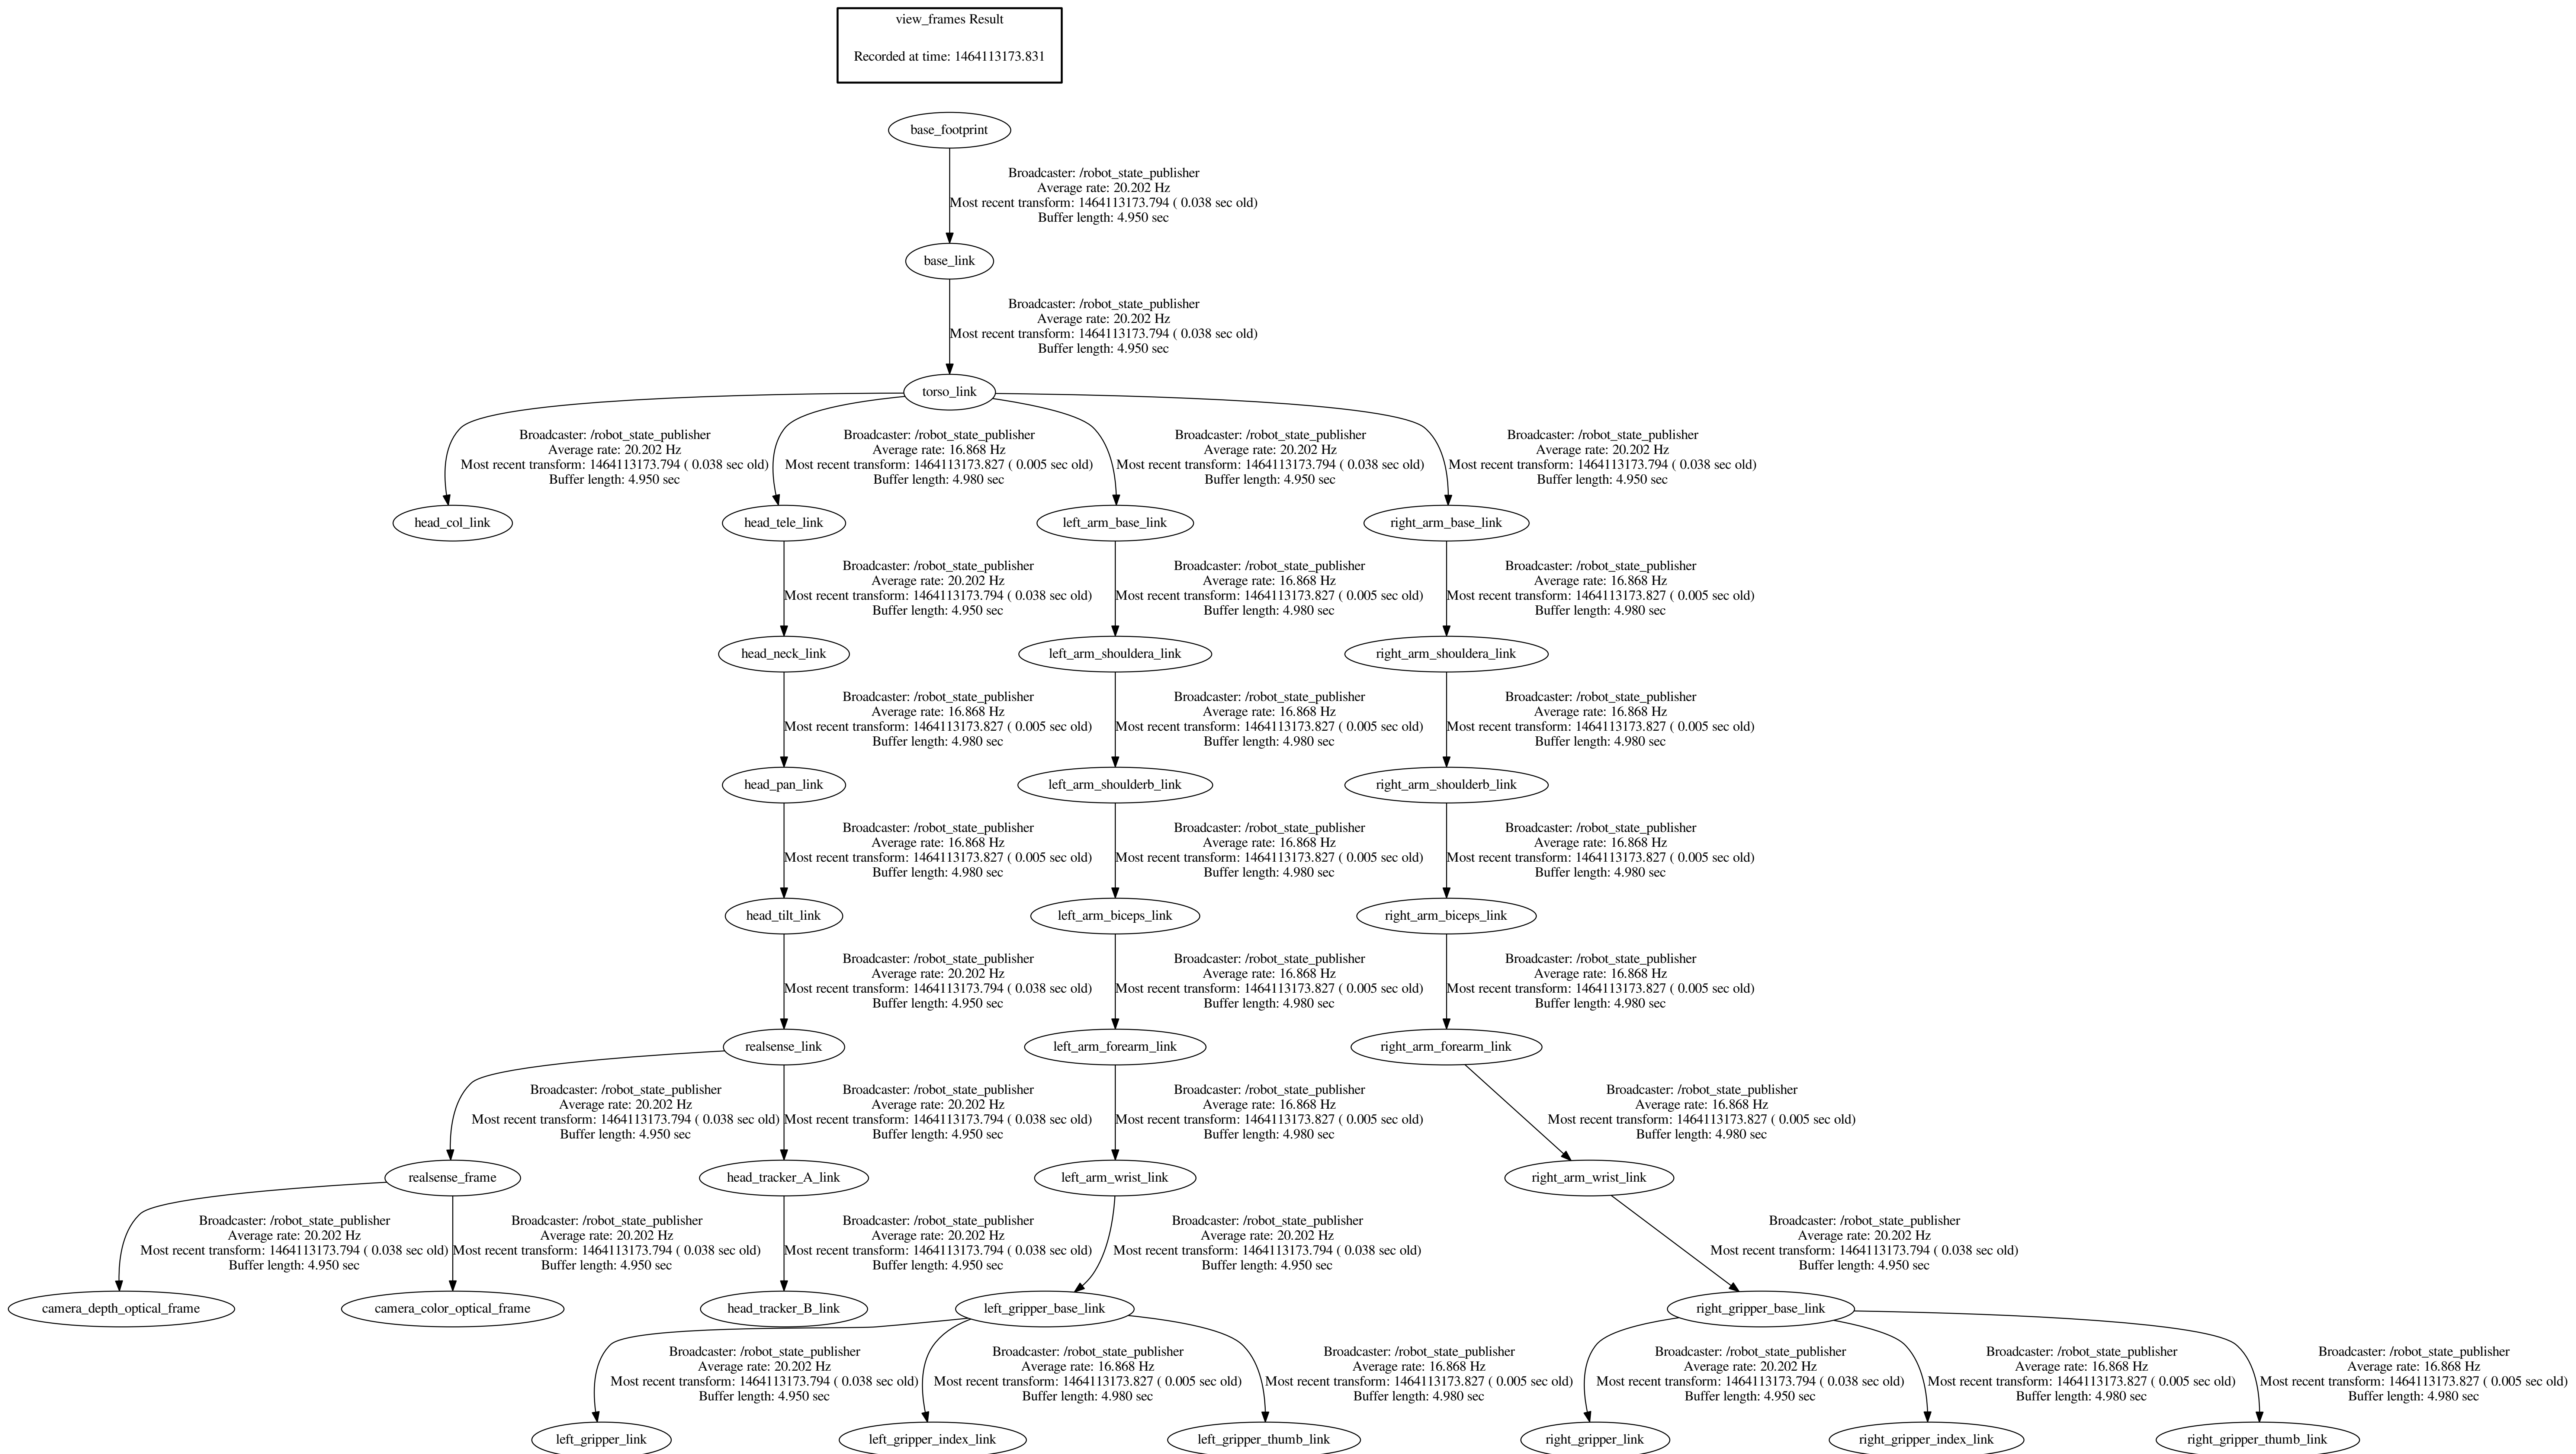 view_frames Result
Recorded at time: 1464113173.831
base_footprint
Broadcaster: /robot_state_publisher
Average rate: 20.202 Hz
Most recent transform: 1464113173.794 ( 0.038 sec old)
Buffer length: 4.950 sec
base_link
Broadcaster: /robot_state_publisher
Average rate: 20.202 Hz
Most recent transform: 1464113173.794 ( 0.038 sec old)
Buffer length: 4.950 sec
torso_link
Broadcaster: /robot_state_publisher
Average rate: 20.202 Hz
Most recent transform: 1464113173.794 ( 0.038 sec old)
Buffer length: 4.950 sec
Broadcaster: /robot_state_publisher
Average rate: 16.868 Hz
Most recent transform: 1464113173.827 ( 0.005 sec old)
Buffer length: 4.980 sec
Broadcaster: /robot_state_publisher
Average rate: 20.202 Hz
Most recent transform: 1464113173.794 ( 0.038 sec old)
Buffer length: 4.950 sec
Broadcaster: /robot_state_publisher
Average rate: 20.202 Hz
Most recent transform: 1464113173.794 ( 0.038 sec old)
Buffer length: 4.950 sec
head_col_link
head_tele_link
left_arm_base_link
right_arm_base_link
Broadcaster: /robot_state_publisher
Average rate: 20.202 Hz
Most recent transform: 1464113173.794 ( 0.038 sec old)
Buffer length: 4.950 sec
Broadcaster: /robot_state_publisher
Average rate: 16.868 Hz
Most recent transform: 1464113173.827 ( 0.005 sec old)
Buffer length: 4.980 sec
Broadcaster: /robot_state_publisher
Average rate: 16.868 Hz
Most recent transform: 1464113173.827 ( 0.005 sec old)
Buffer length: 4.980 sec
head_neck_link
left_arm_shouldera_link
right_arm_shouldera_link
Broadcaster: /robot_state_publisher
Average rate: 16.868 Hz
Most recent transform: 1464113173.827 ( 0.005 sec old)
Buffer length: 4.980 sec
Broadcaster: /robot_state_publisher
Average rate: 16.868 Hz
Most recent transform: 1464113173.827 ( 0.005 sec old)
Buffer length: 4.980 sec
Broadcaster: /robot_state_publisher
Average rate: 16.868 Hz
Most recent transform: 1464113173.827 ( 0.005 sec old)
Buffer length: 4.980 sec
head_pan_link
left_arm_shoulderb_link
right_arm_shoulderb_link
Broadcaster: /robot_state_publisher
Average rate: 16.868 Hz
Most recent transform: 1464113173.827 ( 0.005 sec old)
Buffer length: 4.980 sec
Broadcaster: /robot_state_publisher
Average rate: 16.868 Hz
Most recent transform: 1464113173.827 ( 0.005 sec old)
Buffer length: 4.980 sec
Broadcaster: /robot_state_publisher
Average rate: 16.868 Hz
Most recent transform: 1464113173.827 ( 0.005 sec old)
Buffer length: 4.980 sec
head_tilt_link
left_arm_biceps_link
right_arm_biceps_link
Broadcaster: /robot_state_publisher
Average rate: 20.202 Hz
Most recent transform: 1464113173.794 ( 0.038 sec old)
Buffer length: 4.950 sec
Broadcaster: /robot_state_publisher
Average rate: 16.868 Hz
Most recent transform: 1464113173.827 ( 0.005 sec old)
Buffer length: 4.980 sec
Broadcaster: /robot_state_publisher
Average rate: 16.868 Hz
Most recent transform: 1464113173.827 ( 0.005 sec old)
Buffer length: 4.980 sec
realsense_link
left_arm_forearm_link
right_arm_forearm_link
Broadcaster: /robot_state_publisher
Average rate: 20.202 Hz
Most recent transform: 1464113173.794 ( 0.038 sec old)
Buffer length: 4.950 sec
Broadcaster: /robot_state_publisher
Average rate: 20.202 Hz
Most recent transform: 1464113173.794 ( 0.038 sec old)
Buffer length: 4.950 sec
Broadcaster: /robot_state_publisher
Average rate: 16.868 Hz
Most recent transform: 1464113173.827 ( 0.005 sec old)
Buffer length: 4.980 sec
Broadcaster: /robot_state_publisher
Average rate: 16.868 Hz
Most recent transform: 1464113173.827 ( 0.005 sec old)
Buffer length: 4.980 sec
realsense_frame
head_tracker_A_link
left_arm_wrist_link
right_arm_wrist_link
Broadcaster: /robot_state_publisher
Average rate: 20.202 Hz
Most recent transform: 1464113173.794 ( 0.038 sec old)
Buffer length: 4.950 sec
Broadcaster: /robot_state_publisher
Average rate: 20.202 Hz
Most recent transform: 1464113173.794 ( 0.038 sec old)
Buffer length: 4.950 sec
Broadcaster: /robot_state_publisher
Average rate: 20.202 Hz
Most recent transform: 1464113173.794 ( 0.038 sec old)
Buffer length: 4.950 sec
Broadcaster: /robot_state_publisher
Average rate: 20.202 Hz
Most recent transform: 1464113173.794 ( 0.038 sec old)
Buffer length: 4.950 sec
Broadcaster: /robot_state_publisher
Average rate: 20.202 Hz
Most recent transform: 1464113173.794 ( 0.038 sec old)
Buffer length: 4.950 sec
camera_depth_optical_frame
camera_color_optical_frame
head_tracker_B_link
left_gripper_base_link
right_gripper_base_link
Broadcaster: /robot_state_publisher
Average rate: 20.202 Hz
Most recent transform: 1464113173.794 ( 0.038 sec old)
Buffer length: 4.950 sec
Broadcaster: /robot_state_publisher
Average rate: 16.868 Hz
Most recent transform: 1464113173.827 ( 0.005 sec old)
Buffer length: 4.980 sec
Broadcaster: /robot_state_publisher
Average rate: 16.868 Hz
Most recent transform: 1464113173.827 ( 0.005 sec old)
Buffer length: 4.980 sec
Broadcaster: /robot_state_publisher
Average rate: 20.202 Hz
Most recent transform: 1464113173.794 ( 0.038 sec old)
Buffer length: 4.950 sec
Broadcaster: /robot_state_publisher
Average rate: 16.868 Hz
Most recent transform: 1464113173.827 ( 0.005 sec old)
Buffer length: 4.980 sec
Broadcaster: /robot_state_publisher
Average rate: 16.868 Hz
Most recent transform: 1464113173.827 ( 0.005 sec old)
Buffer length: 4.980 sec
left_gripper_link
left_gripper_index_link
left_gripper_thumb_link
right_gripper_link
right_gripper_index_link
right_gripper_thumb_link